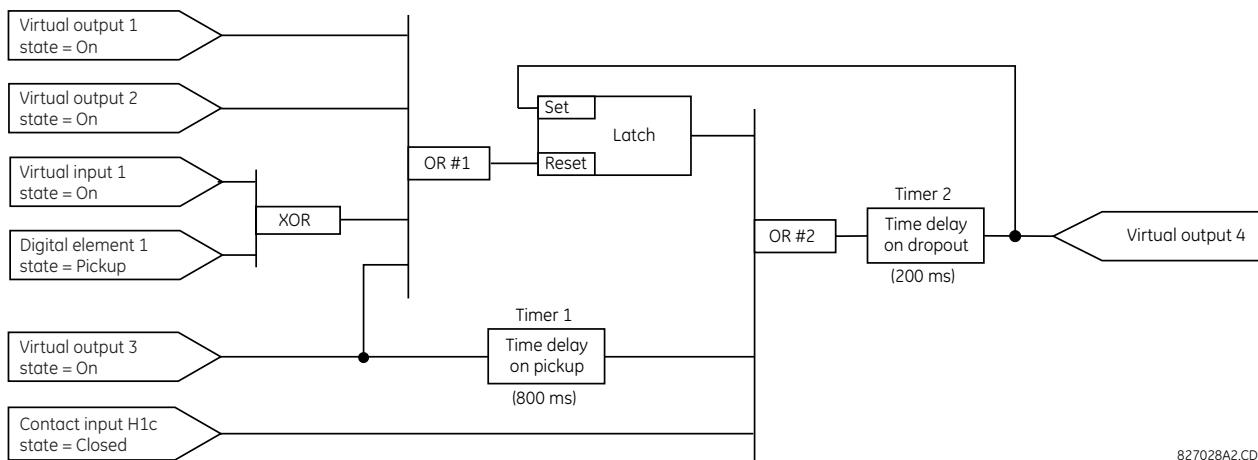 Virtual output 1
state = On
Virtual output 2
state = On
Virtual input 1
state = On
Digital element 1
state = Pickup
XOR
OR #1
Set
Latch
Reset
Timer 2
OR #2
Time delay
on dropout
(200 ms)
Virtual output 4
Virtual output 3
state = On
Timer 1
Time delay
on pickup
(800 ms)
Contact input H1c
state = Closed
827028A2.CD